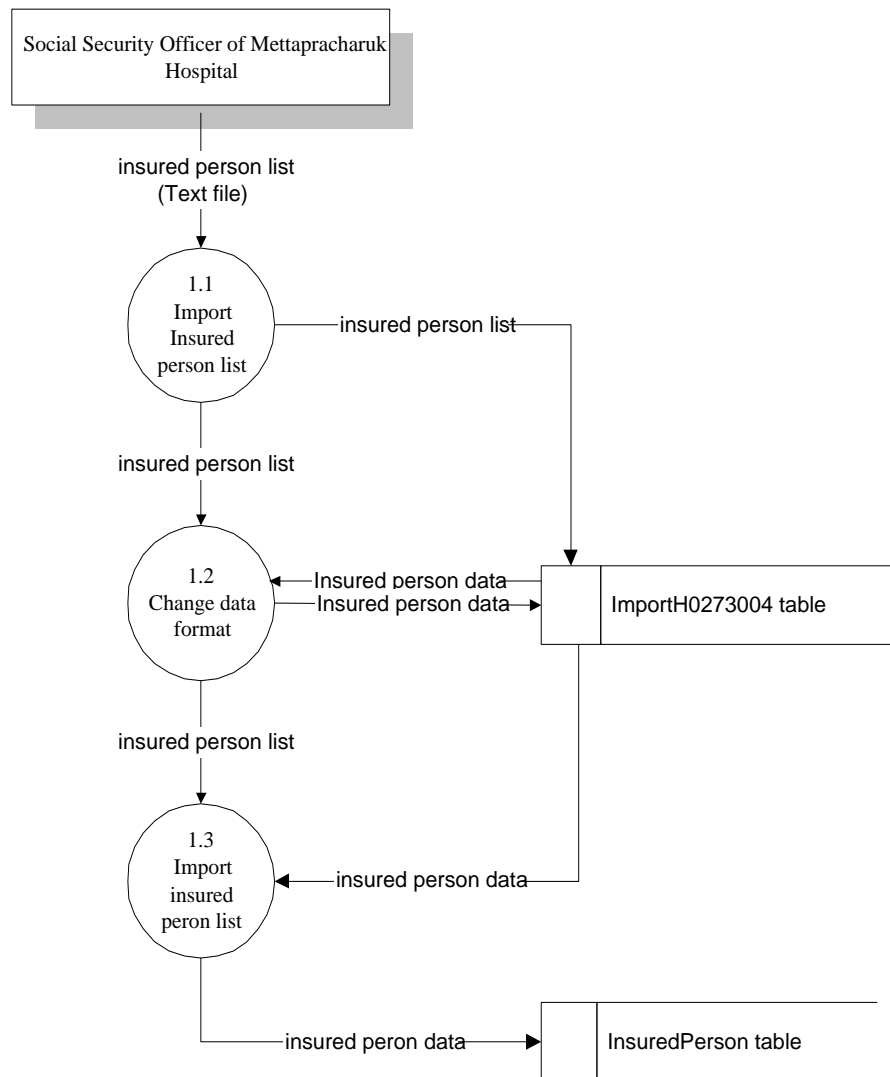 Social Security Officer of Mettapracharuk
Hospital
insured person list
(Text file)
1.1
Import
Insured
person list
insured person list
insured person list
1.2
Change data
format
Insured person data
Insured person data
ImportH0273004 table
insured person list
1.3
Import
insured
peron list
insured person data
insured peron data
InsuredPerson table